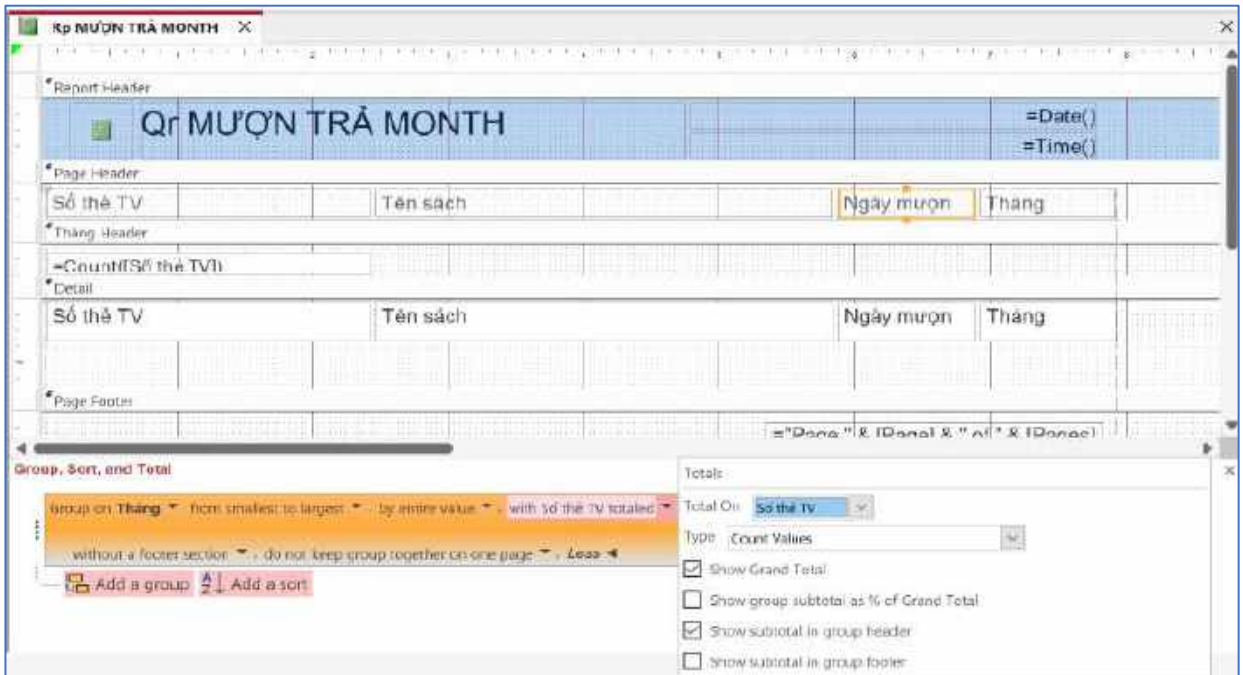 Rp MƯỢN TRẢ MONTH
Report Header
Qr MƯỢN TRẢ MONTH
=Date()
=Time()
Page Header
Số thẻ TV Tên sách Ngày mượn Tháng
Tháng Header
=Count([Số thẻ TV])
Detail
Số thẻ TV Tên sách Ngày mượn Tháng
Page Footer
="Page " & [Page] & " of " & [Pages]
Group, Sort, and Total
Group on Tháng from smallest to largest , by entire value , with Số thẻ TV totaled
without a footer section , do not keep group together on one page , Less
Add a group Add a sort
Totals
Total On Số thẻ TV
Type Count Values
Show Grand Total
Show group subtotal as % of Grand Total
Show subtotal in group header
Show subtotal in group footer